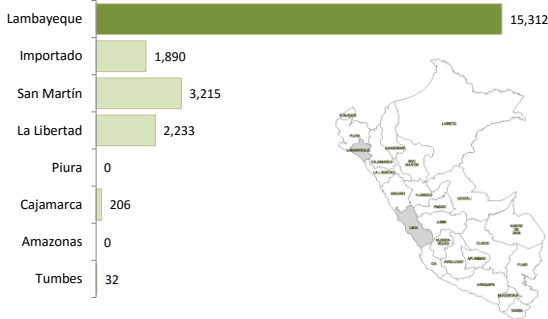 Lambayeque 15,312
Importado 1,890
San Martín 3,215
La Libertad 2,233
Piura 0
Cajamarca 206
Amazonas 0
Tumbes 32
LORETO
PIURA
LAMBAYEQUE
AMAZONAS
CAJAMARCA
SAN
MARTIN
ANCASH
HUANUCO
UCAYALI
PASCO
JUNIN
LIMA
MADRE
DE
DIOS
CUSCO
ICA
AYACUCHO
APURIMAC
PUNO
AREQUIPA
MOQUEGUA
TACNA